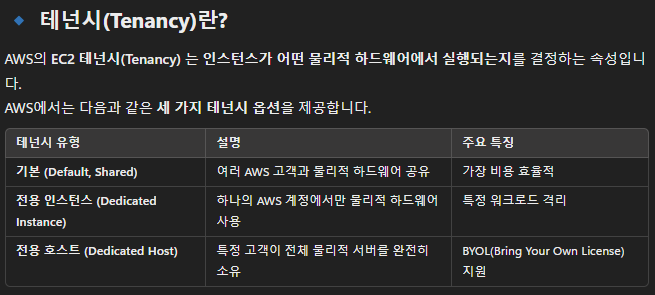 테넌시(Tenancy)란?
AWS의 EC2 테넌시(Tenancy) 는 인스턴스가 어떤 물리적 하드웨어에서 실행되는지를 결정하는 속성입니
다.
AWS에서는 다음과 같은 세 가지 테넌시 옵션을 제공합니다.
테넌시 유형 설명 주요 특징
기본 (Default, Shared) 여러 AWS 고객과 물리적 하드웨어 공유 가장 비용 효율적
전용 인스턴스 (Dedicated 하나의 AWS 계정에서만 물리적 하드웨어 특정 워크로드 격리
Instance) 사용
전용 호스트 (Dedicated Host) 특정 고객이 전체 물리적 서버를 완전히 BYOL(Bring Your Own License)
소유 지원